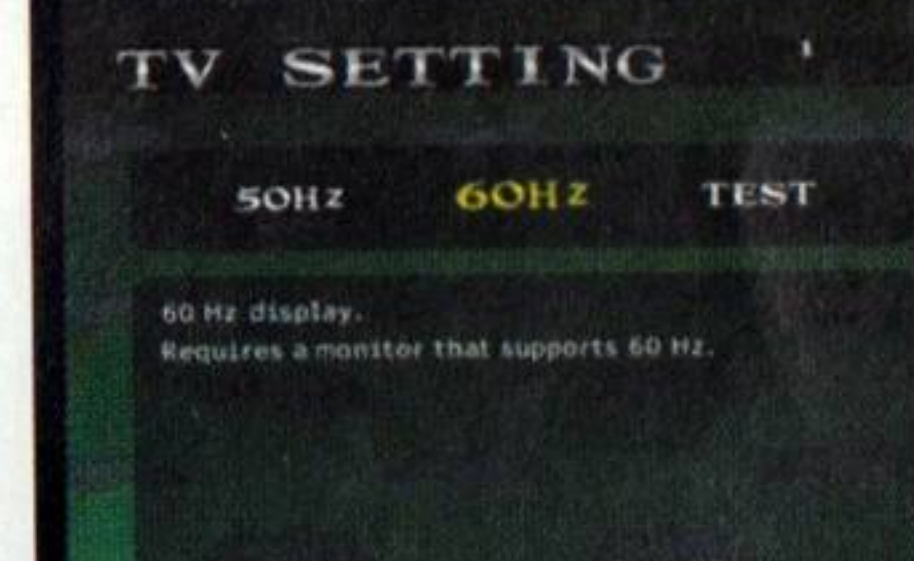 TV SETTING
50Hz 60Hz TEST
60 Hz display.
Requires a monitor that supports 60 Hz.